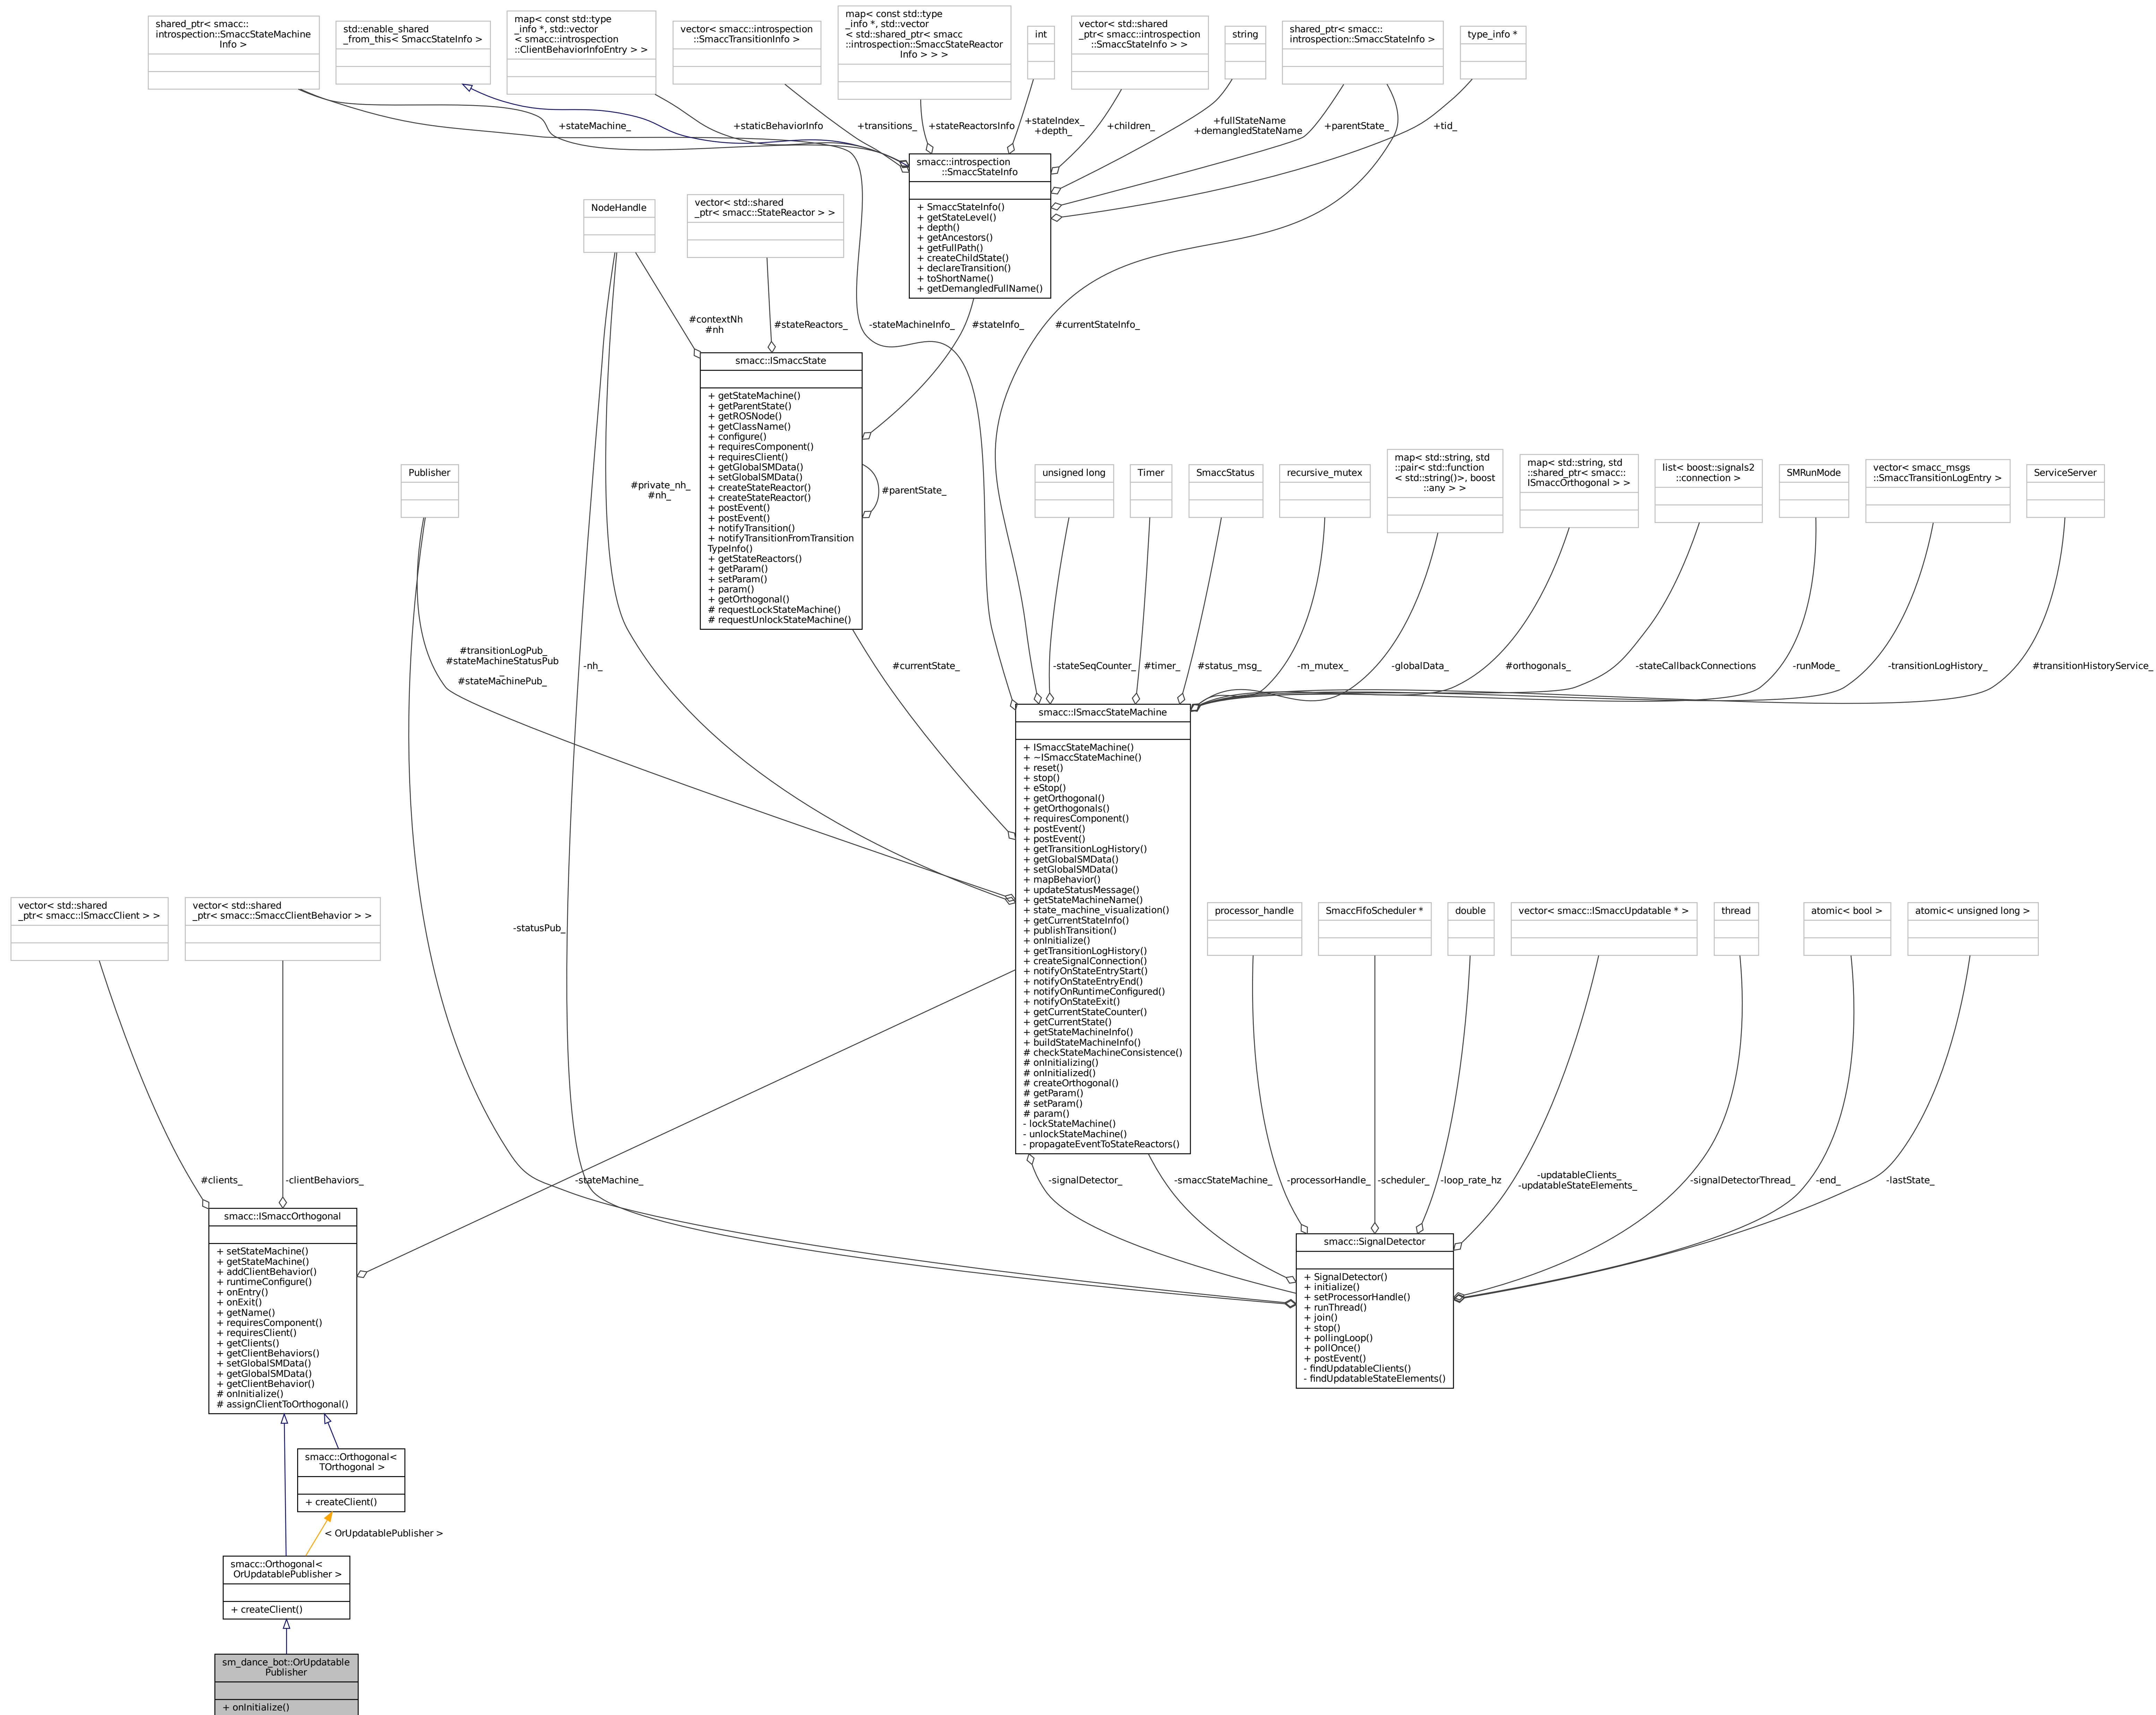 shared_ptr< smacc::
introspection::SmaccStateMachine
Info >
std::enable_shared
_from_this< SmaccStateInfo >
map< const std::type
_info *, std::vector
< smacc::introspection
::ClientBehaviorInfoEntry > >
vector< smacc::introspection
::SmaccTransitionInfo >
map< const std::type
_info *, std::vector
< std::shared_ptr< smacc
::introspection::SmaccStateReactor
Info > > >
int
vector< std::shared
_ptr< smacc::introspection
::SmaccStateInfo > >
string
shared_ptr< smacc::
introspection::SmaccStateInfo >
type_info *
+stateMachine_
+staticBehaviorInfo
+transitions_
+stateReactorsInfo
+stateIndex_
+depth_
+children_
+fullStateName
+demangledStateName
+parentState_
+tid_
smacc::introspection
::SmaccStateInfo
+ SmaccStateInfo()
+ getStateLevel()
+ depth()
+ getAncestors()
+ getFullPath()
+ createChildState()
+ declareTransition()
+ toShortName()
+ getDemangledFullName()
NodeHandle
vector< std::shared
_ptr< smacc::StateReactor > >
#contextNh
#nh
#stateReactors_
-stateMachineInfo_
#stateInfo_
#currentStateInfo_
smacc::ISmaccState
+ getStateMachine()
+ getParentState()
+ getROSNode()
+ getClassName()
+ configure()
+ requiresComponent()
+ requiresClient()
+ getGlobalSMData()
+ setGlobalSMData()
+ createStateReactor()
+ createStateReactor()
+ postEvent()
+ postEvent()
+ notifyTransition()
+ notifyTransitionFromTransition
TypeInfo()
+ getStateReactors()
+ getParam()
+ setParam()
+ param()
+ getOrthogonal()
# requestLockStateMachine()
# requestUnlockStateMachine()
#parentState_
Publisher
#private_nh_
#nh_
unsigned long
Timer
SmaccStatus
recursive_mutex
map< std::string, std
::pair< std::function
< std::string()>, boost
::any > >
map< std::string, std
::shared_ptr< smacc::
ISmaccOrthogonal > >
list< boost::signals2
::connection >
SMRunMode
vector< smacc_msgs
::SmaccTransitionLogEntry >
ServiceServer
#transitionLogPub_
#stateMachineStatusPub
_
#stateMachinePub_
-nh_
#currentState_
-stateSeqCounter_
#timer_
#status_msg_
-m_mutex_
-globalData_
#orthogonals_
-stateCallbackConnections
-runMode_
-transitionLogHistory_
#transitionHistoryService_
smacc::ISmaccStateMachine
+ ISmaccStateMachine()
+ ~ISmaccStateMachine()
+ reset()
+ stop()
+ eStop()
+ getOrthogonal()
+ getOrthogonals()
+ requiresComponent()
+ postEvent()
+ postEvent()
+ getTransitionLogHistory()
+ getGlobalSMData()
+ setGlobalSMData()
+ mapBehavior()
+ updateStatusMessage()
+ getStateMachineName()
+ state_machine_visualization()
+ getCurrentStateInfo()
+ publishTransition()
+ onInitialize()
+ getTransitionLogHistory()
+ createSignalConnection()
+ notifyOnStateEntryStart()
+ notifyOnStateEntryEnd()
+ notifyOnRuntimeConfigured()
+ notifyOnStateExit()
+ getCurrentStateCounter()
+ getCurrentState()
+ getStateMachineInfo()
+ buildStateMachineInfo()
# checkStateMachineConsistence()
# onInitializing()
# onInitialized()
# createOrthogonal()
# getParam()
# setParam()
# param()
- lockStateMachine()
- unlockStateMachine()
- propagateEventToStateReactors()
vector< std::shared
_ptr< smacc::ISmaccClient > >
vector< std::shared
_ptr< smacc::SmaccClientBehavior > >
-statusPub_
processor_handle
SmaccFifoScheduler *
double
vector< smacc::ISmaccUpdatable * >
thread
atomic< bool >
atomic< unsigned long >
#clients_
-clientBehaviors_
-stateMachine_
-signalDetector_
-smaccStateMachine_
-processorHandle_
-scheduler_
-loop_rate_hz
-updatableClients_
-updatableStateElements_
-signalDetectorThread_
-end_
-lastState_
smacc::ISmaccOrthogonal
+ setStateMachine()
+ getStateMachine()
+ addClientBehavior()
+ runtimeConfigure()
+ onEntry()
+ onExit()
+ getName()
+ requiresComponent()
+ requiresClient()
+ getClients()
+ getClientBehaviors()
+ setGlobalSMData()
+ getGlobalSMData()
+ getClientBehavior()
# onInitialize()
# assignClientToOrthogonal()
smacc::SignalDetector
+ SignalDetector()
+ initialize()
+ setProcessorHandle()
+ runThread()
+ join()
+ stop()
+ pollingLoop()
+ pollOnce()
+ postEvent()
- findUpdatableClients()
- findUpdatableStateElements()
smacc::Orthogonal<
TOrthogonal >
+ createClient()
< OrUpdatablePublisher >
smacc::Orthogonal<
OrUpdatablePublisher >
+ createClient()
sm_dance_bot::OrUpdatable
Publisher
+ onInitialize()